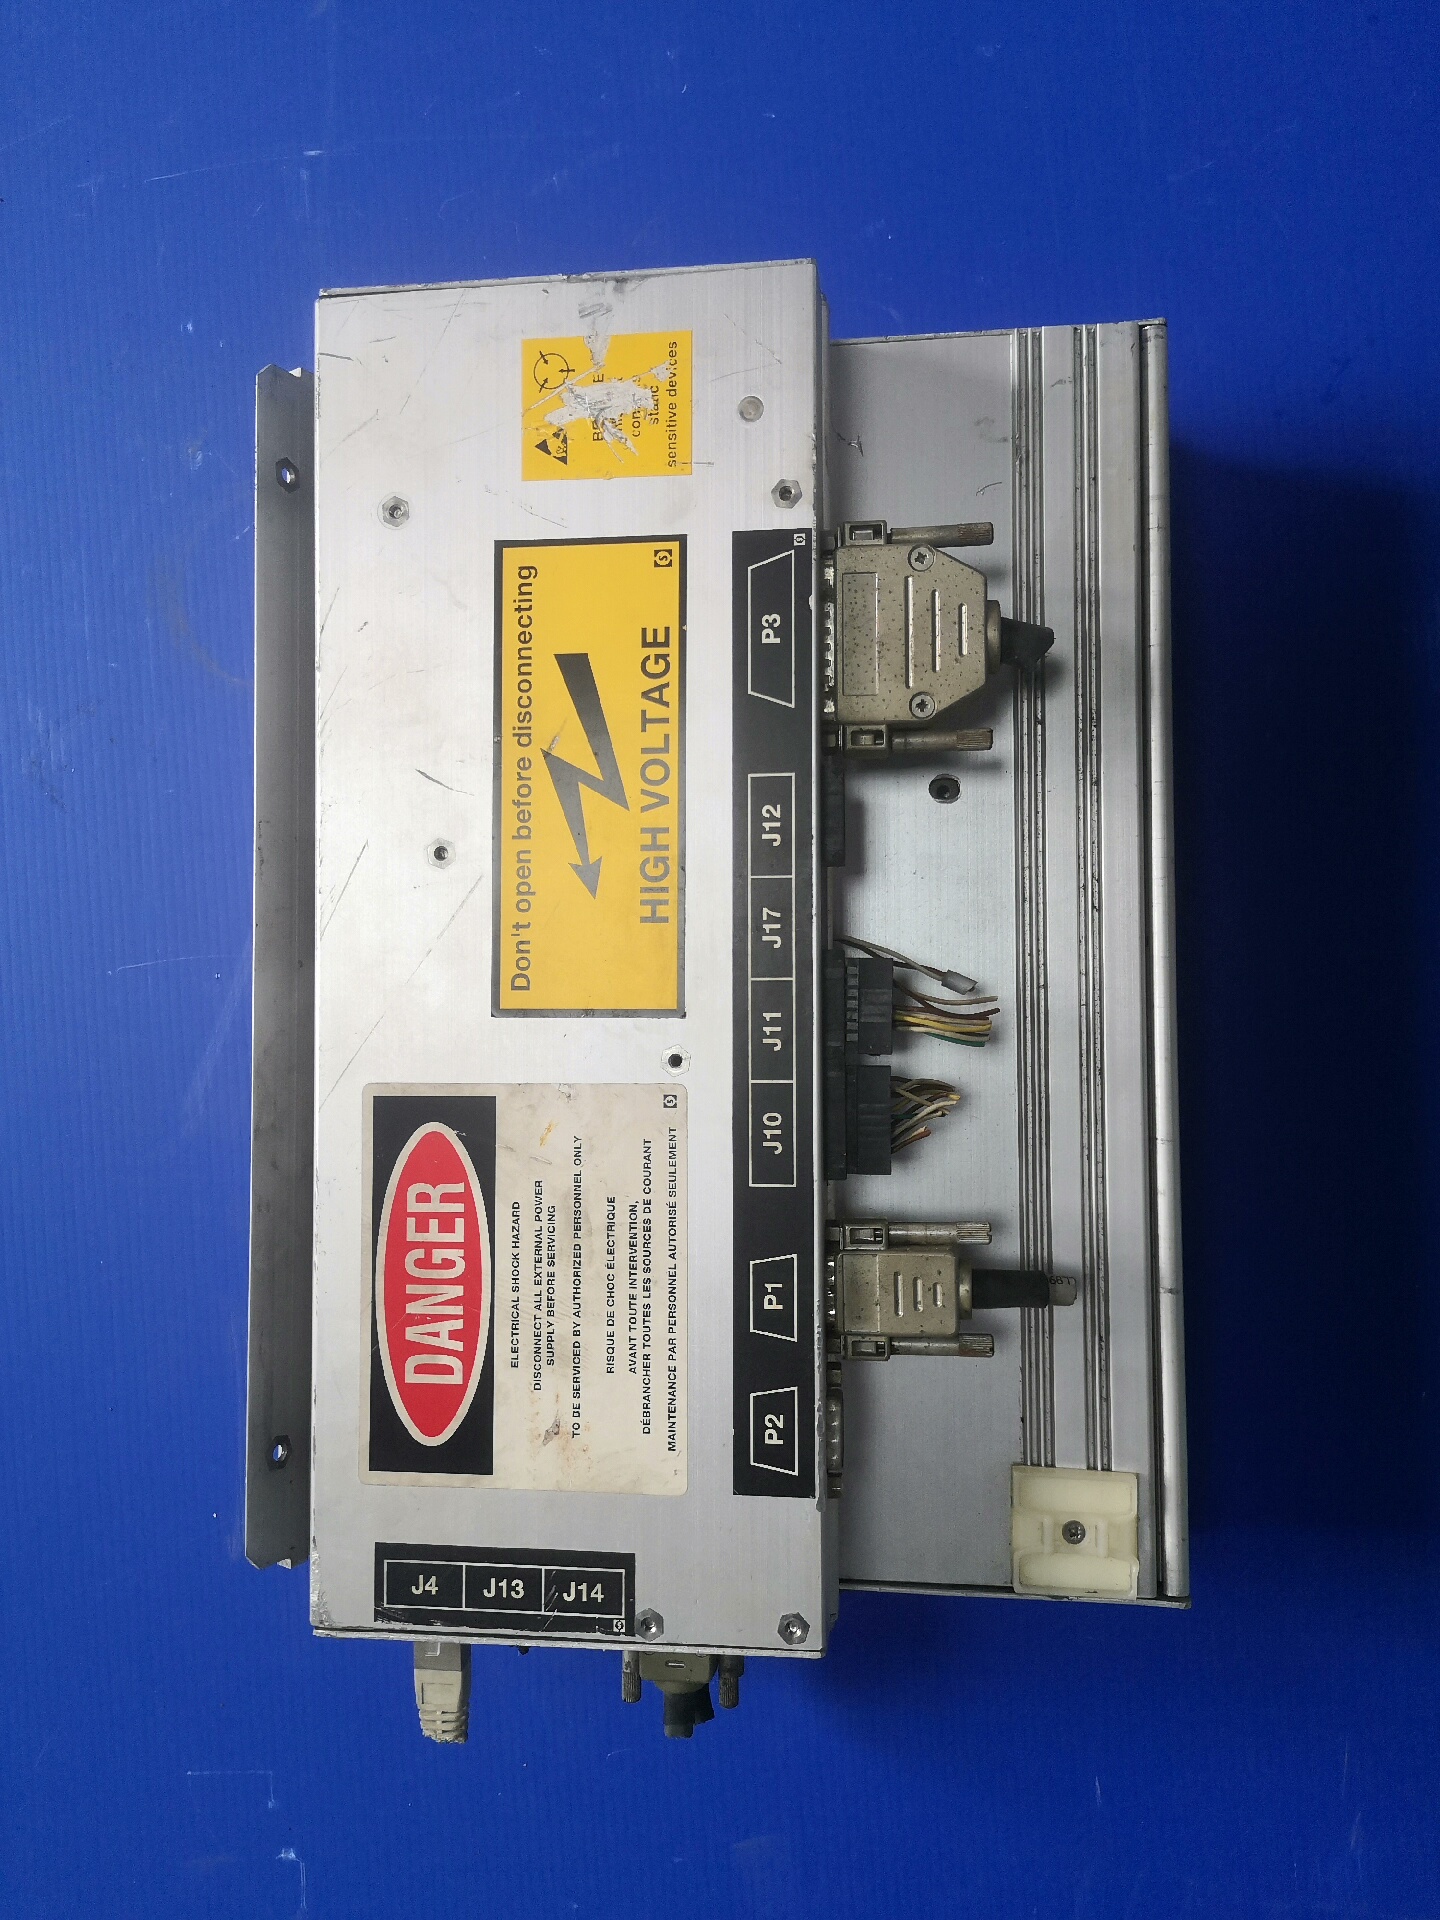 sensitive devices
Don't open before disconnecting
HIGH VOLTAGE
DANGER
ELECTRICAL SHOCK HAZARD
DISCONNECT ALL EXTERNAL POWER
SUPPLY BEFORE SERVICING
TO BE SERVICED BY AUTHORIZED PERSONNEL ONLY
RISQUE DE CHOC ÉLECTRIQUE
AVANT TOUTE INTERVENTION,
DÉBRANCHER TOUTES LES SOURCES DE COURANT
MAINTENANCE PAR PERSONNEL AUTORISÉ SEULEMENT
P2
P1
J10
J11
J17
J12
P3
J4
J13
J14